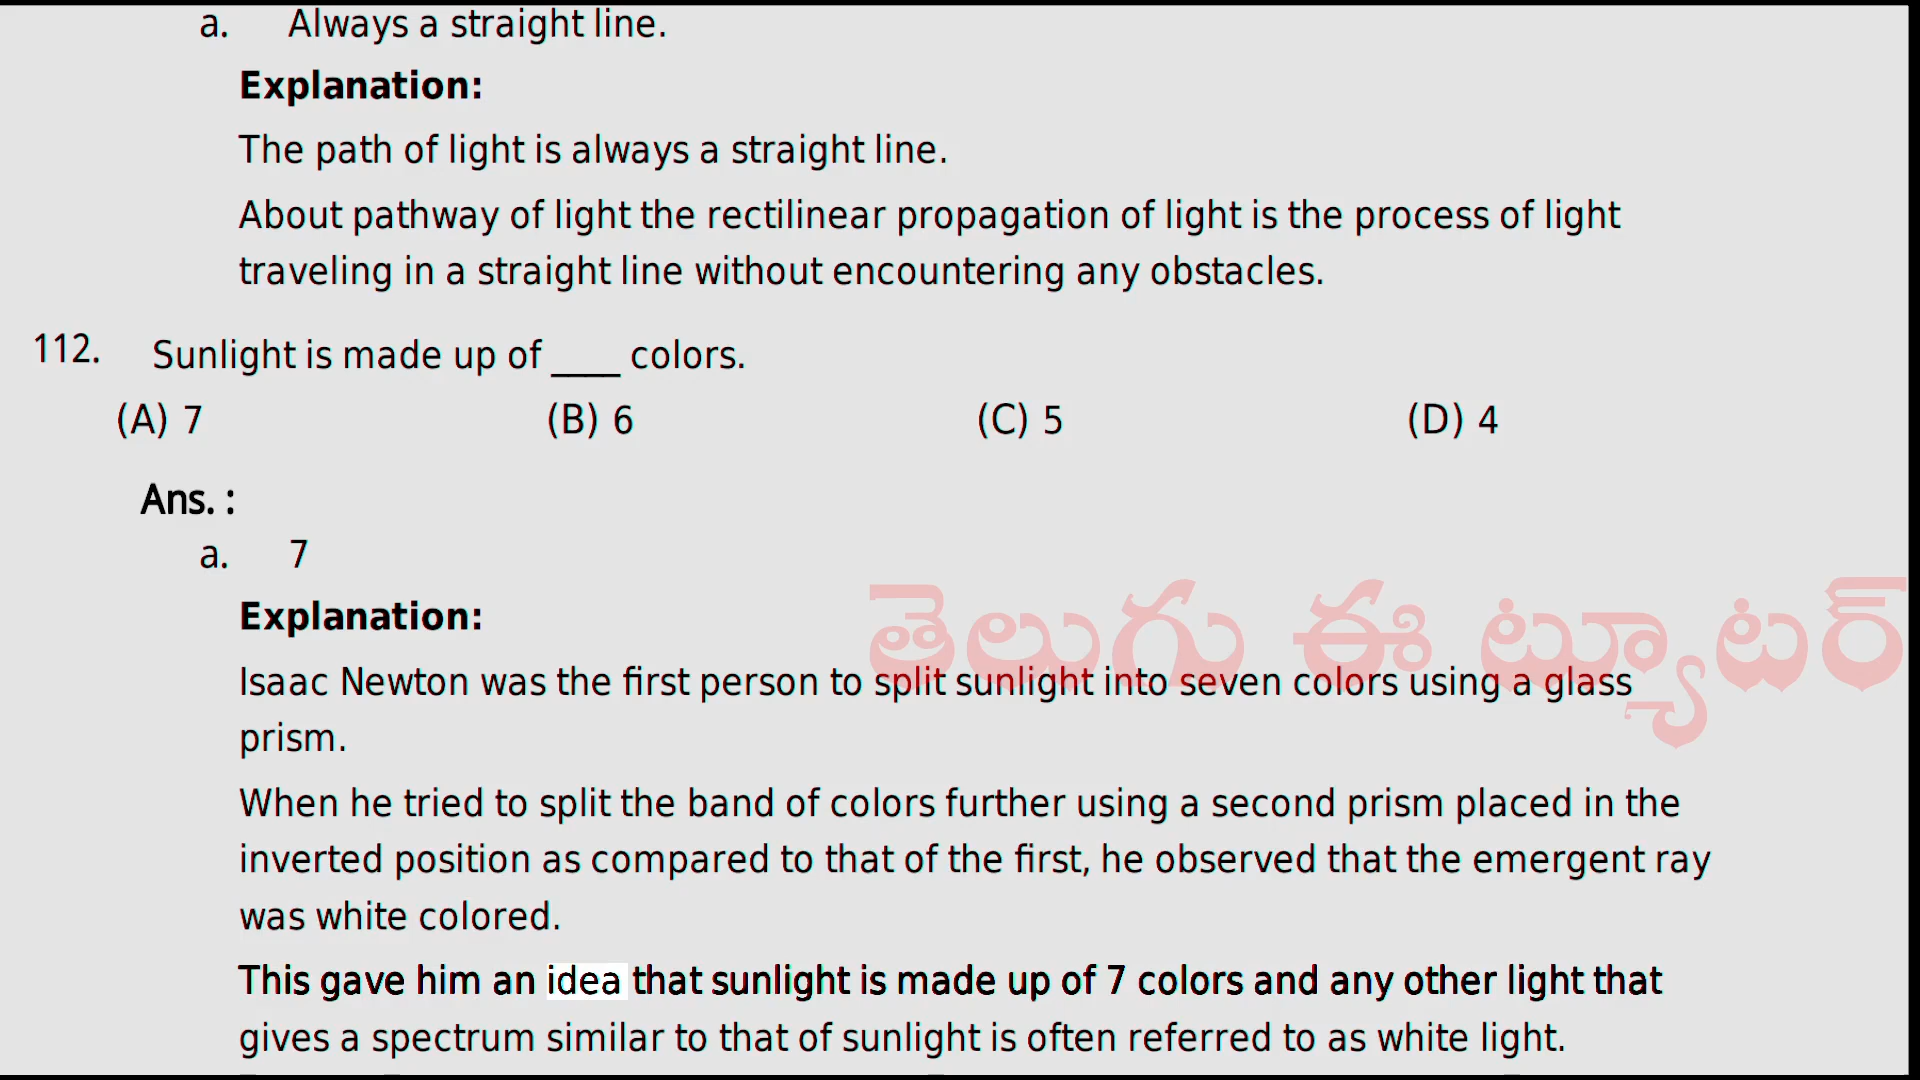 a. Always a straight line.
Explanation:
The path of light is always a straight line.
About pathway of light the rectilinear propagation of light is the process of light
traveling in a straight line without encountering any obstacles.
112. Sunlight is made up of ____ colors.
(A) 7 (B) 6 (C) 5 (D) 4
Ans. :
a. 7
Explanation:
తెలుగు ఈ ట్యూటర్
Isaac Newton was the first person to split sunlight into seven colors using a glass
prism.
When he tried to split the band of colors further using a second prism placed in the
inverted position as compared to that of the first, he observed that the emergent ray
was white colored.
This gave him an idea that sunlight is made up of 7 colors and any other light that
gives a spectrum similar to that of sunlight is often referred to as white light.